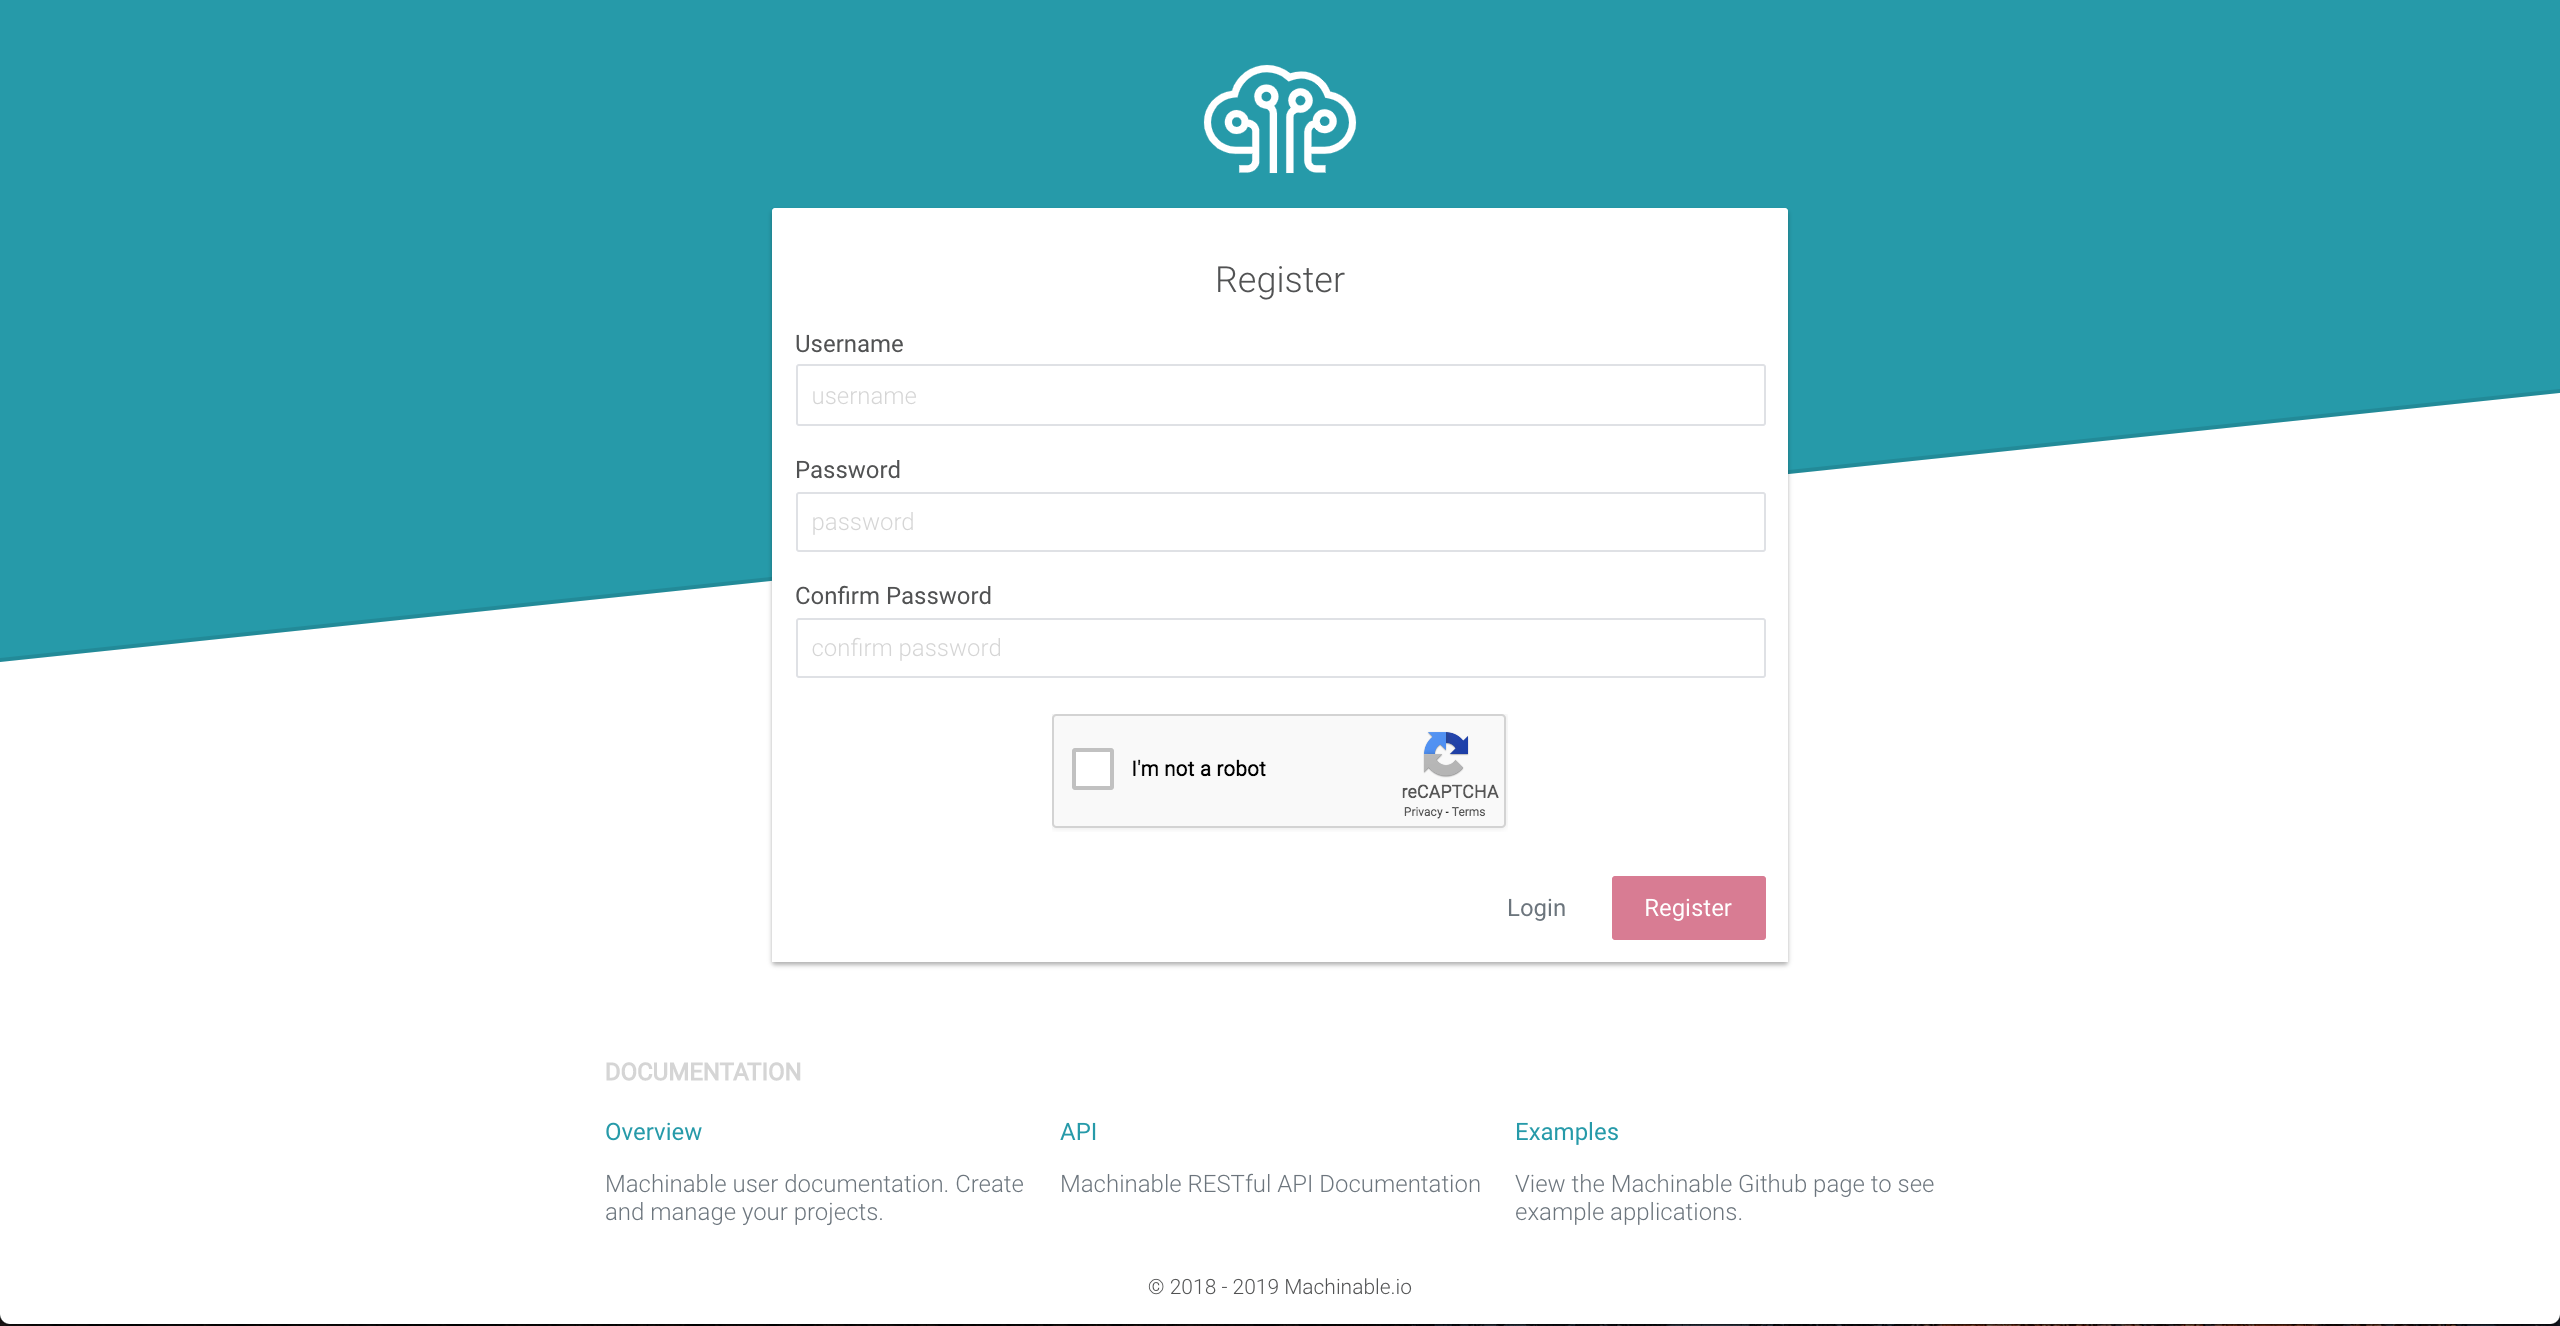 Register
Username
username
Password
password
Confirm Password
confirm password
I'm not a robot
reCAPTCHA
Privacy - Terms
Login
Register
DOCUMENTATION
Overview
Machinable user documentation. Create
and manage your projects.
API
Machinable RESTful API Documentation
Examples
View the Machinable Github page to see
example applications.
© 2018 - 2019 Machinable.io